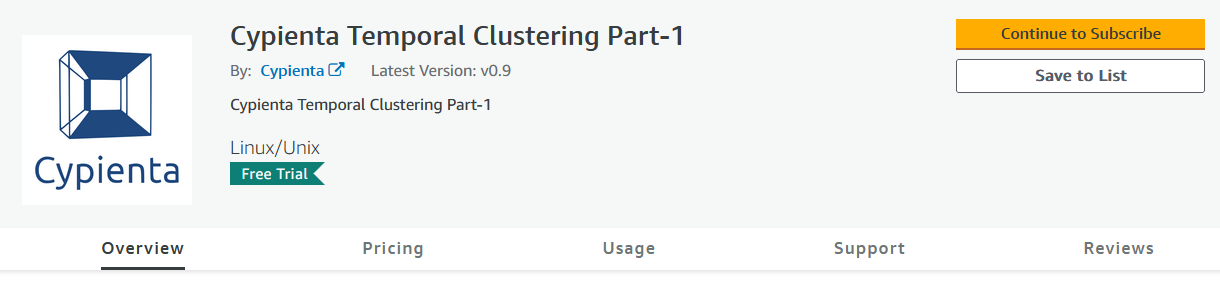 Cypienta Temporal Clustering Part-1
By: Cypienta Latest Version: v0.9
Cypienta Temporal Clustering Part-1
Linux/Unix
Free Trial
Cypienta
Continue to Subscribe
Save to List
Overview Pricing Usage Support Reviews